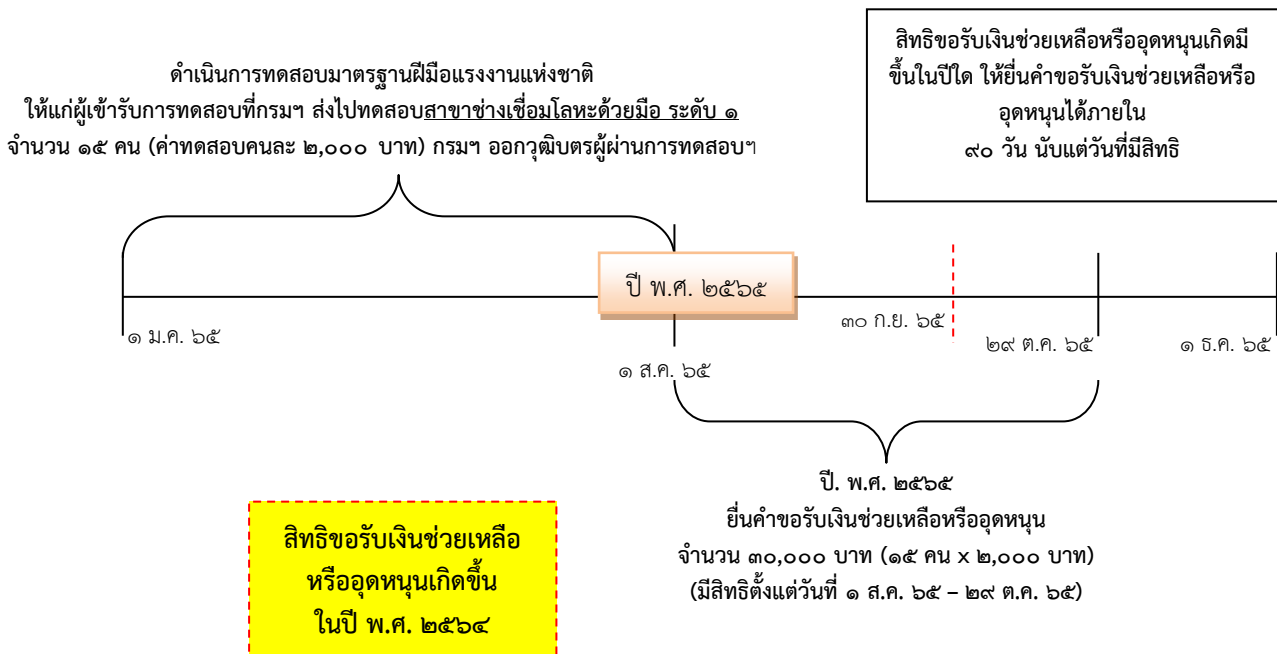 ดำเนินการทดสอบมาตรฐานฝีมือแรงงานแห่งชาติ
ให้แก่ผู้เข้ารับการทดสอบที่กรมฯ ส่งไปทดสอบสาขาช่างเชื่อมโลหะด้วยมือ ระดับ ๑
จำนวน ๑๕ คน (ค่าทดสอบคนละ ๒,๐๐๐ บาท) กรมฯ ออกวุฒิบัตรผู้ผ่านการทดสอบฯ
สิทธิขอรับเงินช่วยเหลือหรืออุดหนุนเกิดมี
ขึ้นในปีใด ให้ยื่นคำขอรับเงินช่วยเหลือหรือ
อุดหนุนได้ภายใน
๙๐ วัน นับแต่วันที่มีสิทธิ
ปี พ.ศ. ๒๕๖๕
๑ ม.ค. ๖๕
๑ ส.ค. ๖๕
๓๐ ก.ย. ๖๕
๒๙ ต.ค. ๖๕
๑ ธ.ค. ๖๕
ปี. พ.ศ. ๒๕๖๕
ยื่นคำขอรับเงินช่วยเหลือหรืออุดหนุน
จำนวน ๓๐,๐๐๐ บาท (๑๕ คน x ๒,๐๐๐ บาท)
(มีสิทธิตั้งแต่วันที่ ๑ ส.ค. ๖๕ – ๒๙ ต.ค. ๖๕)
สิทธิขอรับเงินช่วยเหลือ
หรืออุดหนุนเกิดขึ้น
ในปี พ.ศ. ๒๕๖๔